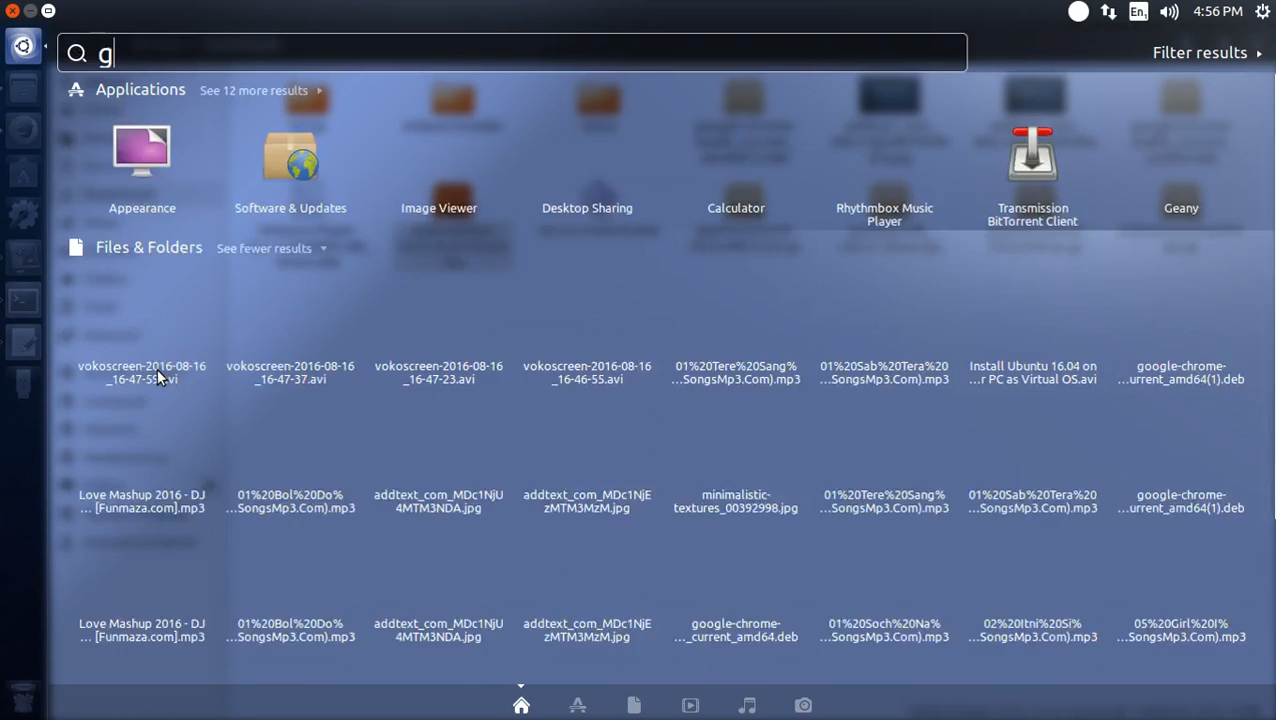 En1
4:56 PM
g
Filter results
Applications
See 12 more results
Appearance
Software & Updates
Image Viewer
Desktop Sharing
Calculator
Rhythmbox Music
Player
Transmission
BitTorrent Client
Geany
Files & Folders
See fewer results
vokoscreen-2016-08-16
_16-47-59.avi
vokoscreen-2016-08-16
_16-47-37.avi
vokoscreen-2016-08-16
_16-47-23.avi
vokoscreen-2016-08-16
_16-46-55.avi
01%20Tere%20Sang%
...SongsMp3.Com).mp3
01%20Sab%20Tera%20
...SongsMp3.Com).mp3
Install Ubuntu 16.04 on
...r PC as Virtual OS.avi
google-chrome-
...urrent_amd64(1).deb
Love Mashup 2016 - DJ
... [Funmaza.com].mp3
01%20Bol%20Do%
...SongsMp3.Com).mp3
addtext_com_MDc1NjU
4MTM3NDA.jpg
addtext_com_MDc1NjE
zMTM3MzM.jpg
minimalistic-
textures_00392998.jpg
01%20Tere%20Sang%
...SongsMp3.Com).mp3
01%20Sab%20Tera%20
...SongsMp3.Com).mp3
google-chrome-
...urrent_amd64(1).deb
Love Mashup 2016 - DJ
... [Funmaza.com].mp3
01%20Bol%20Do%
...SongsMp3.Com).mp3
addtext_com_MDc1NjU
4MTM3NDA.jpg
addtext_com_MDc1NjE
zMTM3MzM.jpg
google-chrome-
..._current_amd64.deb
01%20Soch%20Na%
...SongsMp3.Com).mp3
02%20Itni%20Si%
...SongsMp3.Com).mp3
05%20Girl%20I%
...SongsMp3.Com).mp3